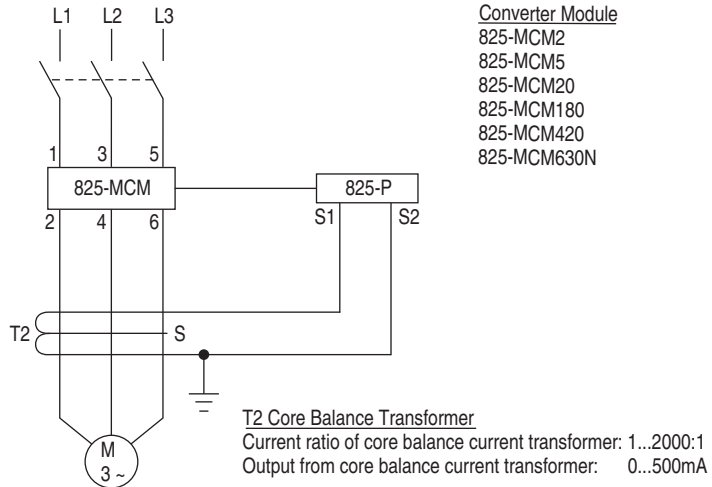 L1 L2 L3
Converter Module
825-MCM2
825-MCM5
825-MCM20
825-MCM180
825-MCM420
825-MCM630N
1 3 5
825-MCM
825-P
2 4 6
S1 S2
T2
S
M
3 ~
T2 Core Balance Transformer
Current ratio of core balance current transformer: 1...2000:1
Output from core balance current transformer: 0...500mA